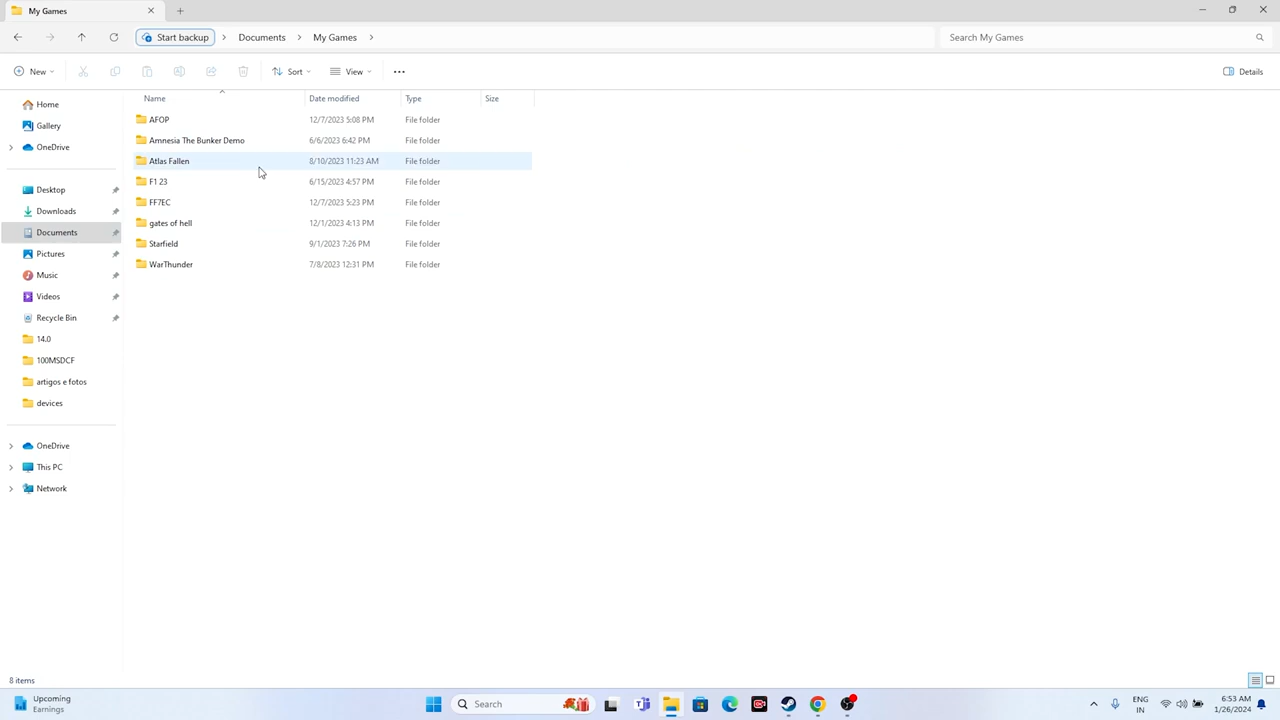 My Games
Start backup
Documents
My Games
Search My Games
New
Sort
View
Details
Name
Date modified
Type
Size
AFOP 12/7/2023 5:08 PM File folder
Amnesia The Bunker Demo 6/6/2023 6:42 PM File folder
Atlas Fallen 8/10/2023 11:23 AM File folder
F1 23 6/15/2023 4:57 PM File folder
FF7EC 12/7/2023 5:23 PM File folder
gates of hell 12/1/2023 4:13 PM File folder
Starfield 9/1/2023 7:26 PM File folder
WarThunder 7/8/2023 12:31 PM File folder
Home
Gallery
OneDrive
Desktop
Downloads
Documents
Pictures
Music
Videos
Recycle Bin
14.0
100MSDCF
artigos e fotos
devices
OneDrive
This PC
Network
8 items
Upcoming
Earnings
Search
ENG
IN
6:53 AM
1/26/2024